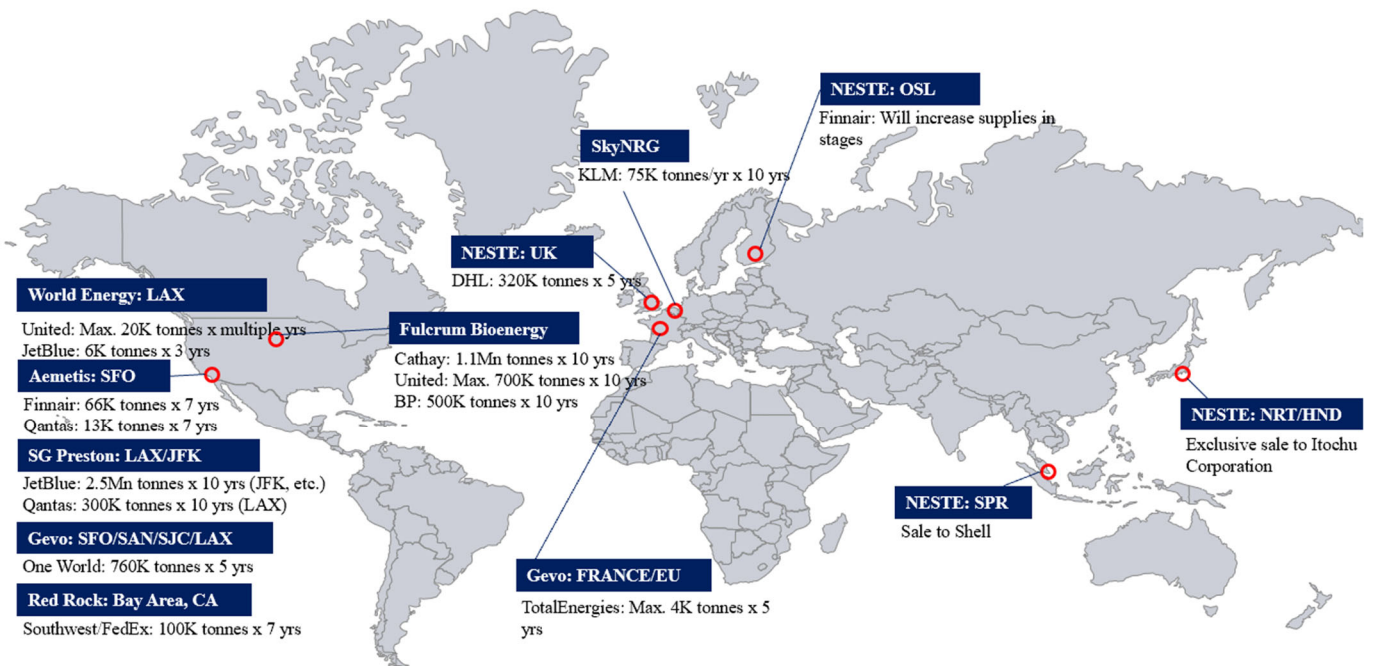 NESTE: OSL
Finnair: Will increase supplies in
stages
SkyNRG
KLM: 75K tonnes/yr x 10 yrs
NESTE: UK
DHL: 320K tonnes x 5 yrs
World Energy: LAX
United: Max. 20K tonnes x multiple yrs
JetBlue: 6K tonnes x 3 yrs
Aemetis: SFO
Finnair: 66K tonnes x 7 yrs
Qantas: 13K tonnes x 7 yrs
SG Preston: LAX/JFK
JetBlue: 2.5Mn tonnes x 10 yrs (JFK, etc.)
Qantas: 300K tonnes x 10 yrs (LAX)
Gevo: SFO/SAN/SJC/LAX
One World: 760K tonnes x 5 yrs
Red Rock: Bay Area, CA
Southwest/FedEx: 100K tonnes x 7 yrs
Fulcrum Bioenergy
Cathay: 1.1Mn tonnes x 10 yrs
United: Max. 700K tonnes x 10 yrs
BP: 500K tonnes x 10 yrs
Gevo: FRANCE/EU
TotalEnergies: Max. 4K tonnes x 5
yrs
NESTE: NRT/HND
Exclusive sale to Itochu
Corporation
NESTE: SPR
Sale to Shell